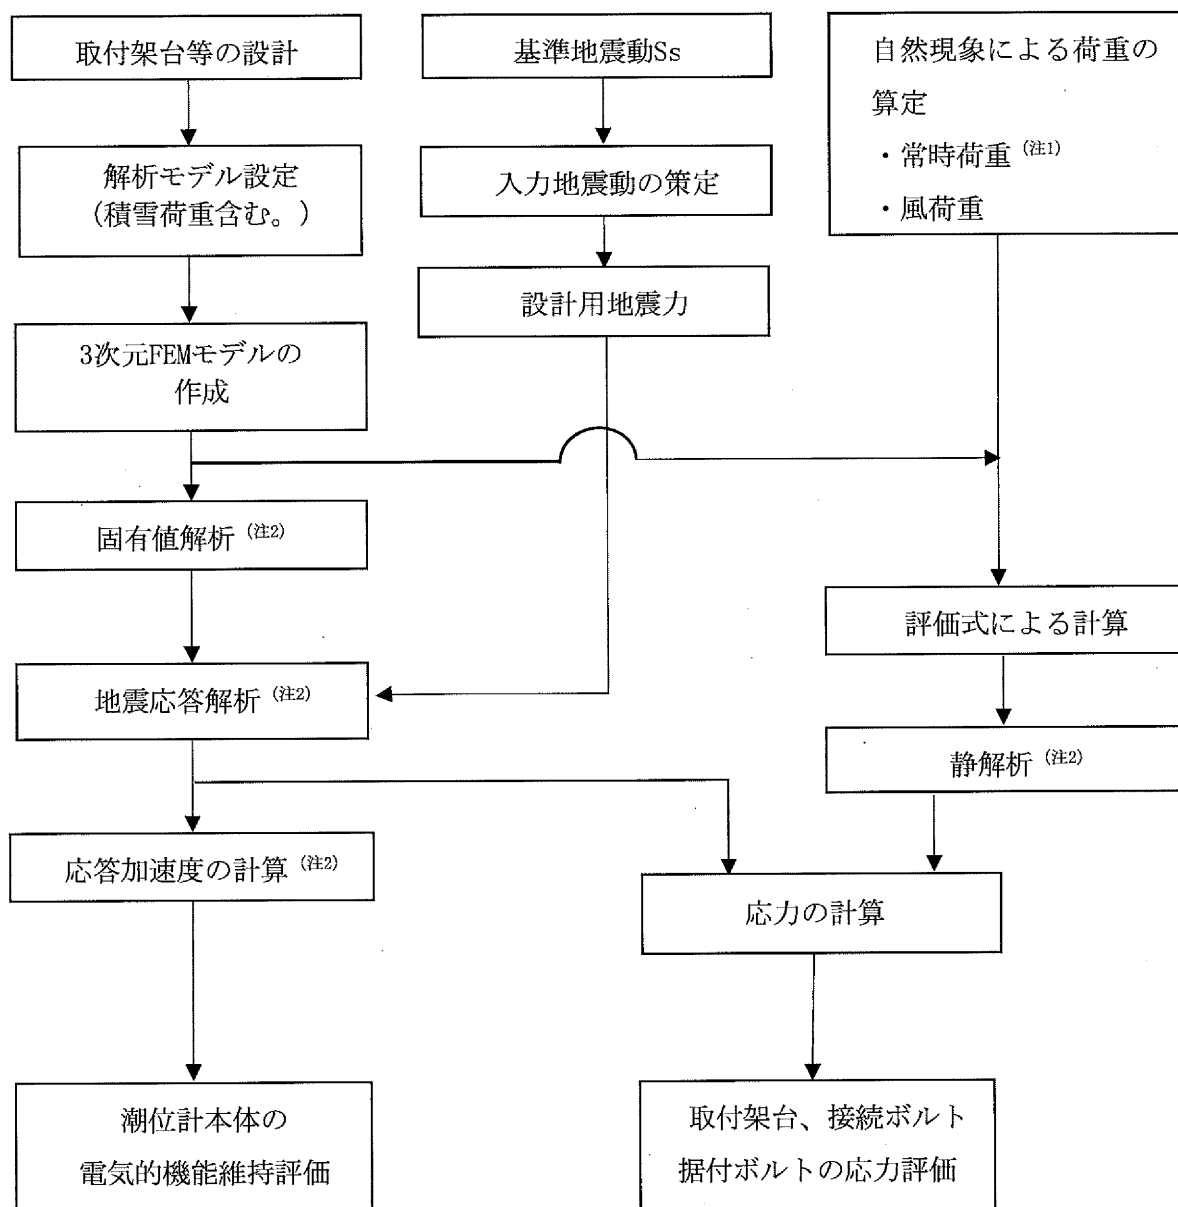 取付架台等の設計
基準地震動Ss
自然現象による荷重の
算定
・常時荷重 (注1)
・風荷重
解析モデル設定
(積雪荷重含む。)
入力地震動の策定
設計用地震力
3次元FEMモデルの
作成
固有値解析 (注2)
評価式による計算
地震応答解析 (注2)
静解析 (注2)
応答加速度の計算 (注2)
応力の計算
潮位計本体の
電気的機能維持評価
取付架台、接続ボルト
据付ボルトの応力評価